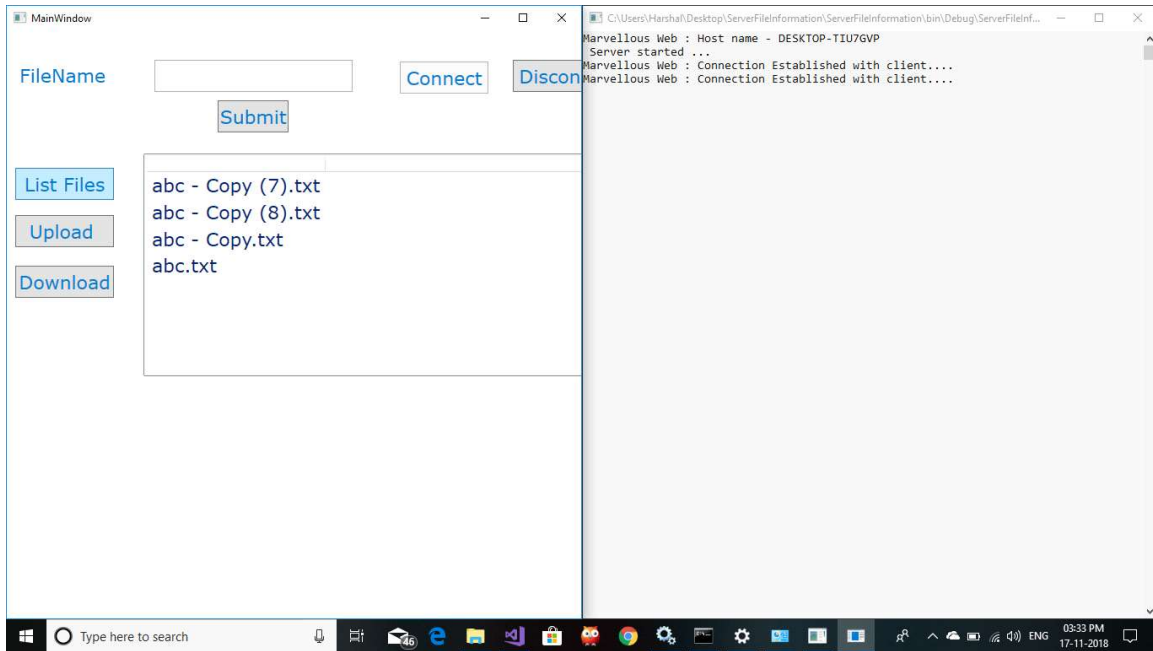 MainWindow
FileName
Connect
Discon
Submit
List Files
Upload
Download
abc - Copy (7).txt
abc - Copy (8).txt
abc - Copy.txt
abc.txt
C:\Users\Harshal\Desktop\ServerFileInformation\ServerFileInformation\bin\Debug\ServerFileInf...
Marvellous Web : Host name - DESKTOP-TIU7GVP
Server started ...
Marvellous Web : Connection Established with client....
Marvellous Web : Connection Established with client....
Type here to search
46
ENG
03:33 PM
17-11-2018